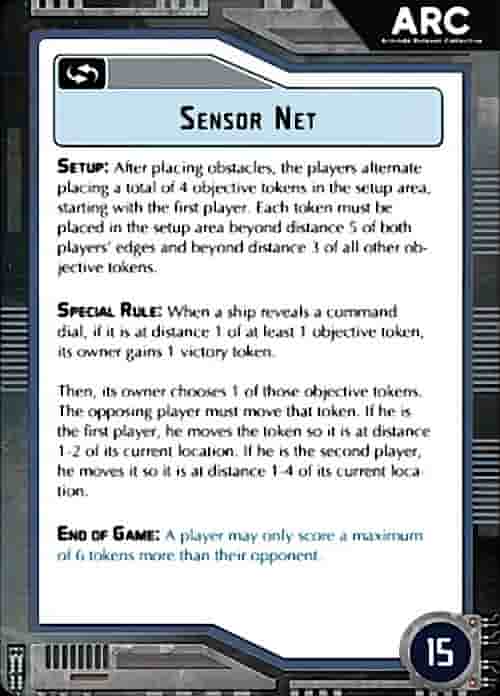 ARC
Armada Ruleset Collective
SENSOR NET
SETUP: After placing obstacles, the players alternate
placing a total of 4 objective tokens in the setup area,
starting with the first player. Each token must be
placed in the setup area beyond distance 5 of both
players' edges and beyond distance 3 of all other ob-
jective tokens.
SPECIAL RULE: When a ship reveals a command
dial, if it is at distance 1 of at least 1 objective token,
its owner gains 1 victory token.
Then, its owner chooses 1 of those objective tokens.
The opposing player must move that token. If he is
the first player, he moves the token so it is at distance
1-2 of its current location. If he is the second player,
he moves it so it is at distance 1-4 of its current loca-
tion.
END OF GAME: A player may only score a maximum
of 6 tokens more than their opponent.
15